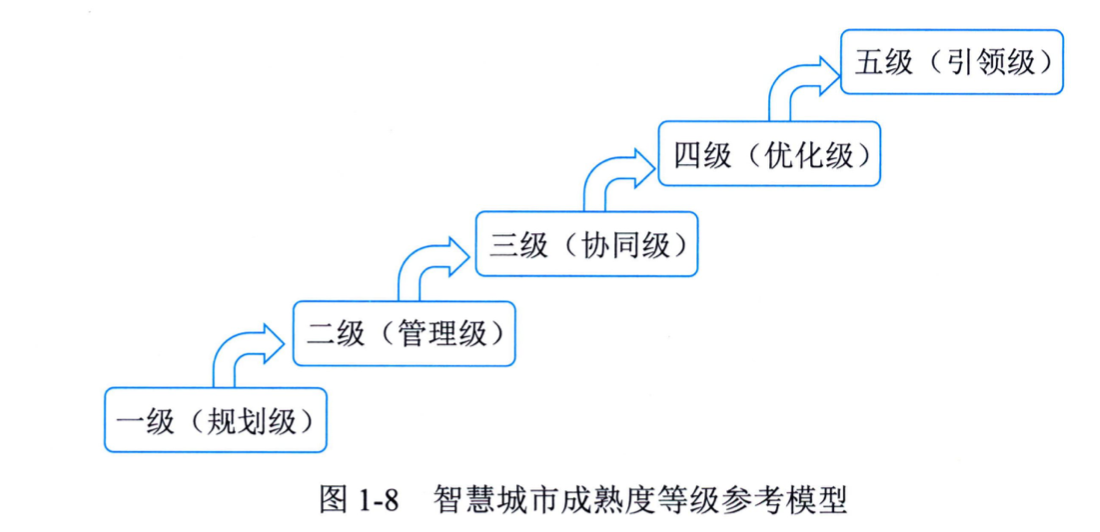 五级（引领级）
四级（优化级）
三级（协同级）
二级（管理级）
一级（规划级）
图 1-8 智慧城市成熟度等级参考模型